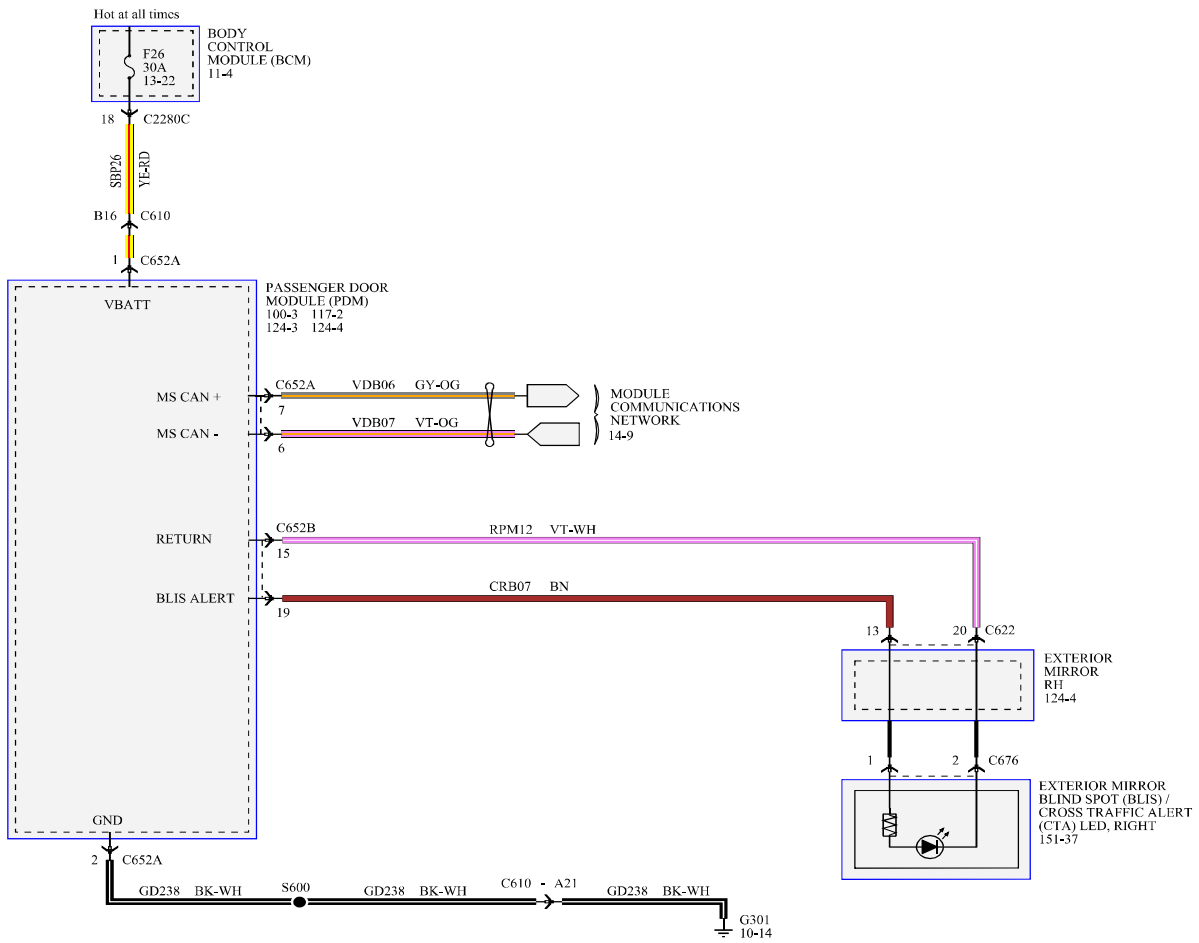 Hot at all times
BODY
CONTROL
MODULE (BCM)
11-4
F26
30A
13-22
18 C2280C
SBP26
YE-RD
B16 C610
1 C652A
VBATT
PASSENGER DOOR
MODULE (PDM)
100-3 117-2
124-3 124-4
MS CAN +
C652A VDB06 GY-OG
7
MS CAN -
VDB07 VT-OG
6
MODULE
COMMUNICATIONS
NETWORK
14-9
RETURN
C652B RPM12 VT-WH
15
BLIS ALERT
CRB07 BN
19
13 20 C622
EXTERIOR
MIRROR
RH
124-4
1 2 C676
EXTERIOR MIRROR
BLIND SPOT (BLIS) /
CROSS TRAFFIC ALERT
(CTA) LED, RIGHT
151-37
GND
2 C652A
GD238 BK-WH S600 GD238 BK-WH C610 - A21 GD238 BK-WH
G301
10-14